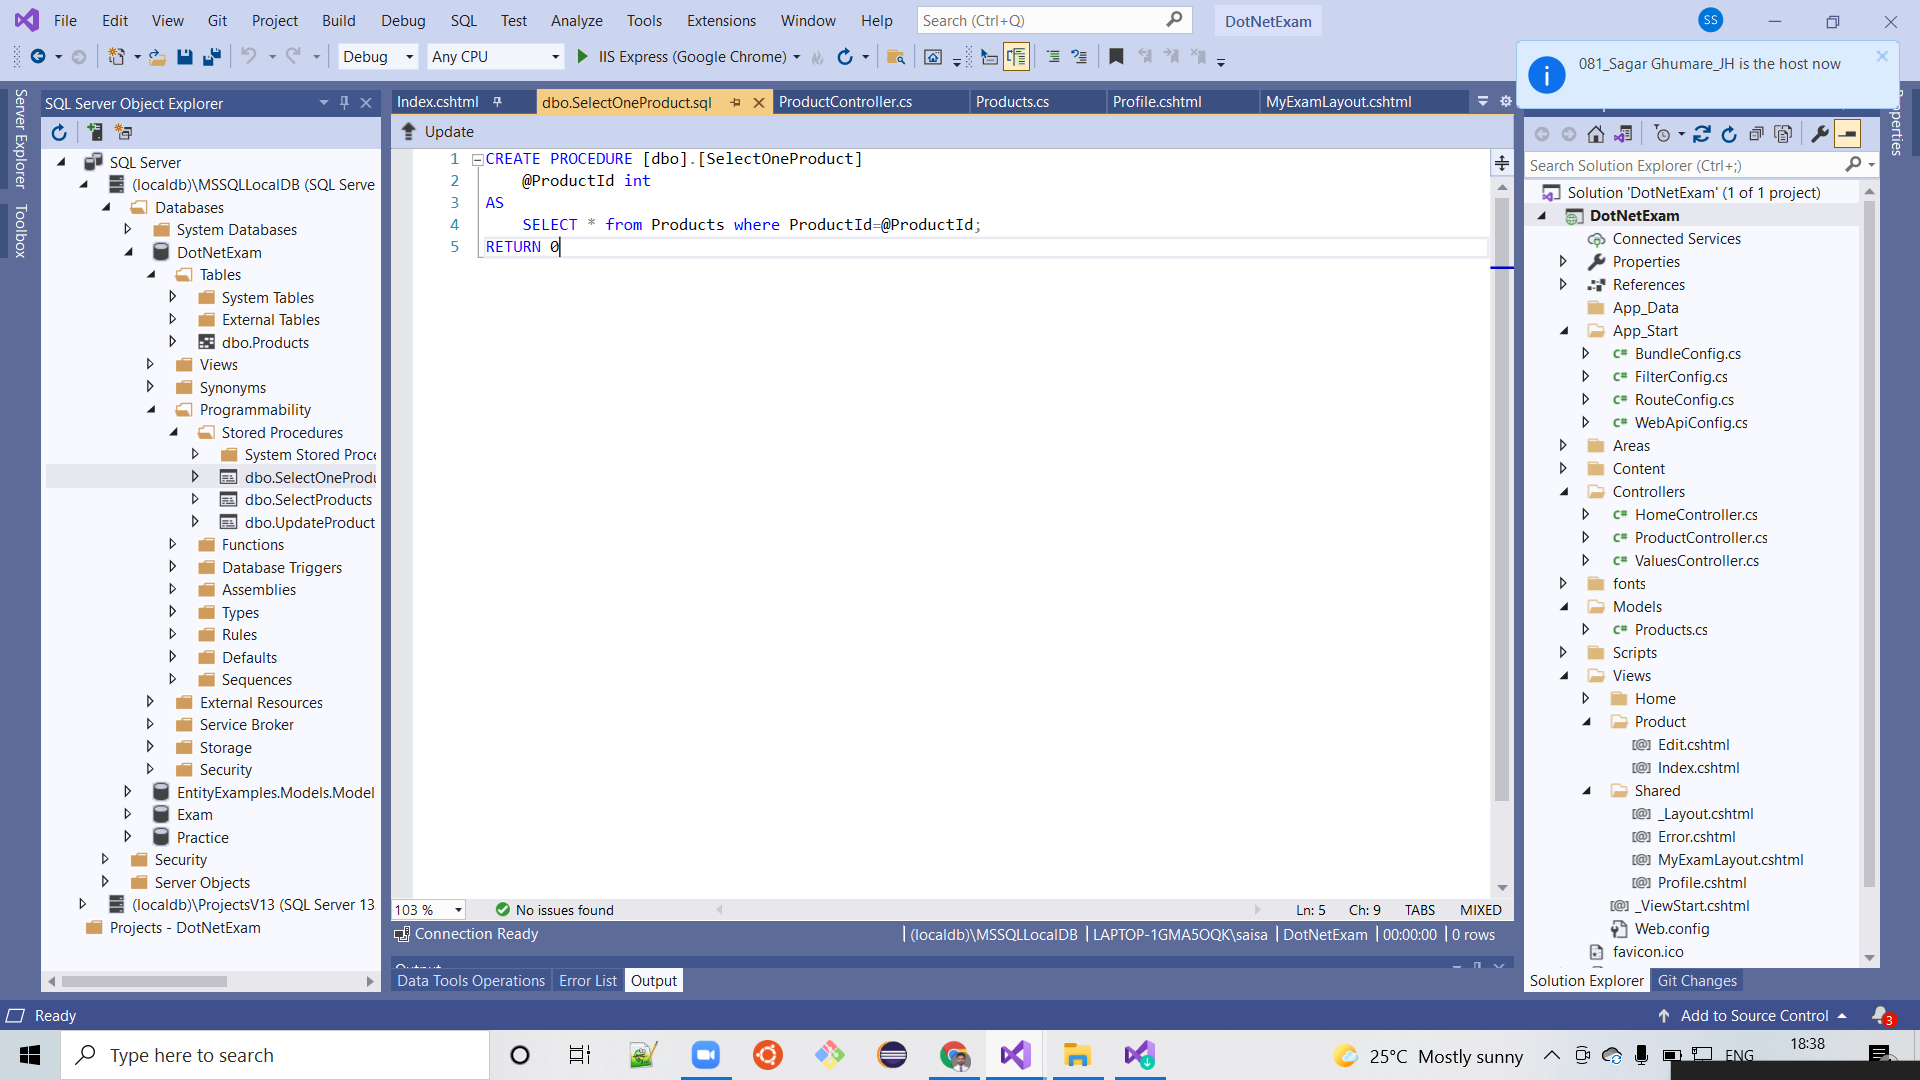 File Edit View Git Project Build Debug SQL Test Analyze Tools Extensions Window Help Search (Ctrl+Q) DotNetExam SS
Debug Any CPU IIS Express (Google Chrome)
081_Sagar Ghumare_JH is the host now
Server Explorer
Toolbox
SQL Server Object Explorer
SQL Server
(localdb)\MSSQLLocalDB (SQL Serve
Databases
System Databases
DotNetExam
Tables
System Tables
External Tables
dbo.Products
Views
Synonyms
Programmability
Stored Procedures
System Stored Proce
dbo.SelectOneProdu
dbo.SelectProducts
dbo.UpdateProduct
Functions
Database Triggers
Assemblies
Types
Rules
Defaults
Sequences
External Resources
Service Broker
Storage
Security
EntityExamples.Models.Model
Exam
Practice
Security
Server Objects
(localdb)\ProjectsV13 (SQL Server 13
Projects - DotNetExam
Index.cshtml dbo.SelectOneProduct.sql ProductController.cs Products.cs Profile.cshtml MyExamLayout.cshtml
Update
1 CREATE PROCEDURE [dbo].[SelectOneProduct]
2 @ProductId int
3 AS
4 SELECT * from Products where ProductId=@ProductId;
5 RETURN 0
103 % No issues found Ln: 5 Ch: 9 TABS MIXED
Connection Ready (localdb)\MSSQLLocalDB LAPTOP-1GMA5OQK\saisa DotNetExam 00:00:00 0 rows
Output
Data Tools Operations Error List Output
Properties
Search Solution Explorer (Ctrl+;)
Solution 'DotNetExam' (1 of 1 project)
DotNetExam
Connected Services
Properties
References
App_Data
App_Start
C# BundleConfig.cs
C# FilterConfig.cs
C# RouteConfig.cs
C# WebApiConfig.cs
Areas
Content
Controllers
C# HomeController.cs
C# ProductController.cs
C# ValuesController.cs
fonts
Models
C# Products.cs
Scripts
Views
Home
Product
[@] Edit.cshtml
[@] Index.cshtml
Shared
[@] _Layout.cshtml
[@] Error.cshtml
[@] MyExamLayout.cshtml
[@] Profile.cshtml
[@] _ViewStart.cshtml
Web.config
favicon.ico
Solution Explorer Git Changes
Ready Add to Source Control 3
Type here to search 25°C Mostly sunny ENG 18:38